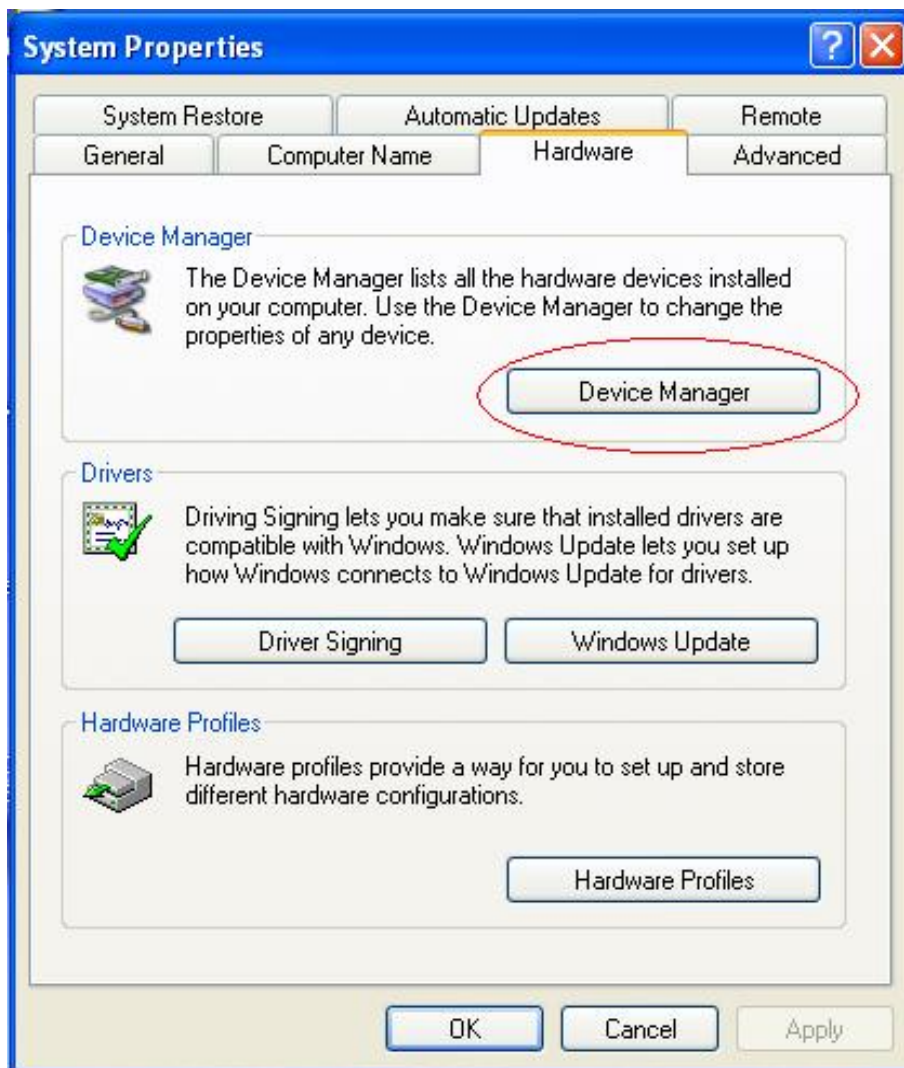 System Properties
System Restore
Automatic Updates
Remote
General
Computer Name
Hardware
Advanced
Device Manager
The Device Manager lists all the hardware devices installed
on your computer. Use the Device Manager to change the
properties of any device.
Device Manager
Drivers
Driving Signing lets you make sure that installed drivers are
compatible with Windows. Windows Update lets you set up
how Windows connects to Windows Update for drivers.
Driver Signing
Windows Update
Hardware Profiles
Hardware profiles provide a way for you to set up and store
different hardware configurations.
Hardware Profiles
OK
Cancel
Apply